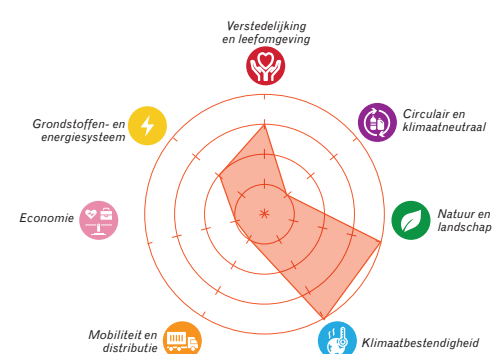 Verstedelijking
en leefomgeving
Circulair en
klimaatneutraal
Grondstoffen- en
energiesysteem
Natuur en
landschap
Economie
Klimaatbestendigheid
Mobiliteit en
distributie